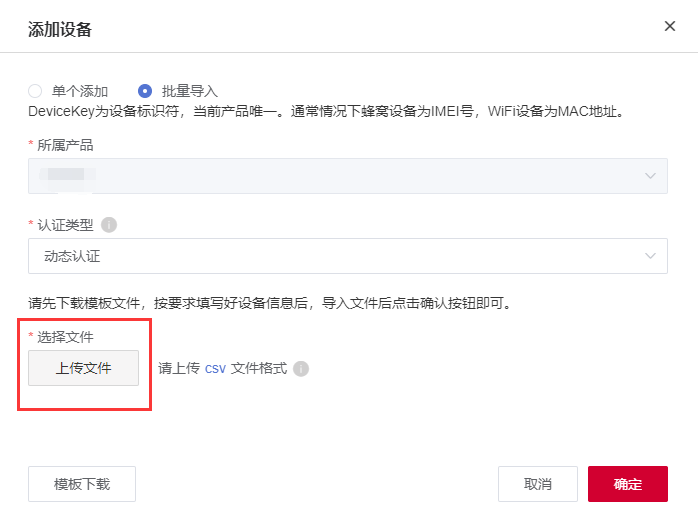 添加设备
单个添加 批量导入
DeviceKey为设备标识符，当前产品唯一。通常情况下蜂窝设备为IMEI号，WiFi设备为MAC地址。
* 所属产品
* 认证类型
动态认证
请先下载模板文件，按要求填写好设备信息后，导入文件后点击确认按钮即可。
* 选择文件
上传文件 请上传 csv 文件格式
模板下载 取消 确定